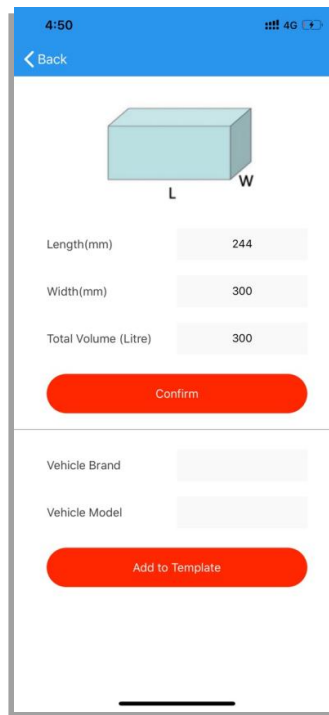 4:50
4G
Back
L
W
Length(mm) 244
Width(mm) 300
Total Volume (Litre) 300
Confirm
Vehicle Brand
Vehicle Model
Add to Template